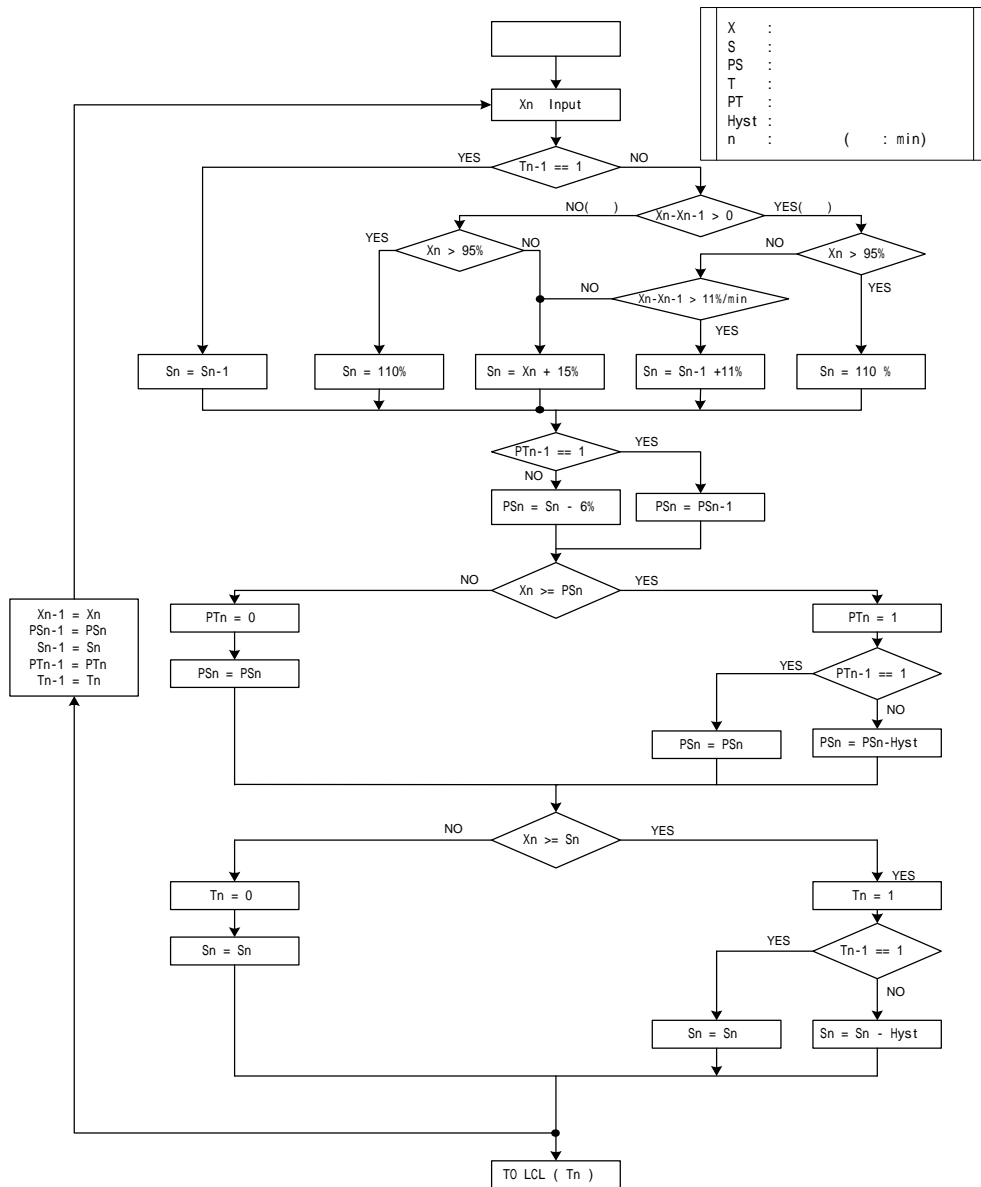 X :
S :
PS :
T :
PT :
Hyst :
n : ( : min)
Xn Input
YES
Tn-1 == 1
NO
NO( )
Xn-Xn-1 > 0
YES( )
YES
Xn > 95%
NO
NO
Xn > 95%
YES
NO
Xn-Xn-1 > 11%/min
YES
Sn = Sn-1
Sn = 110%
Sn = Xn + 15%
Sn = Sn-1 +11%
Sn = 110 %
PTn-1 == 1
YES
NO
PSn = Sn - 6%
PSn = PSn-1
NO
Xn >= PSn
YES
Xn-1 = Xn
PSn-1 = PSn
Sn-1 = Sn
PTn-1 = PTn
Tn-1 = Tn
PTn = 0
PTn = 1
PSn = PSn
YES
PTn-1 == 1
NO
PSn = PSn
PSn = PSn-Hyst
NO
Xn >= Sn
YES
YES
Tn = 0
Tn = 1
Sn = Sn
YES
Tn-1 == 1
NO
Sn = Sn
Sn = Sn - Hyst
TO LCL ( Tn )